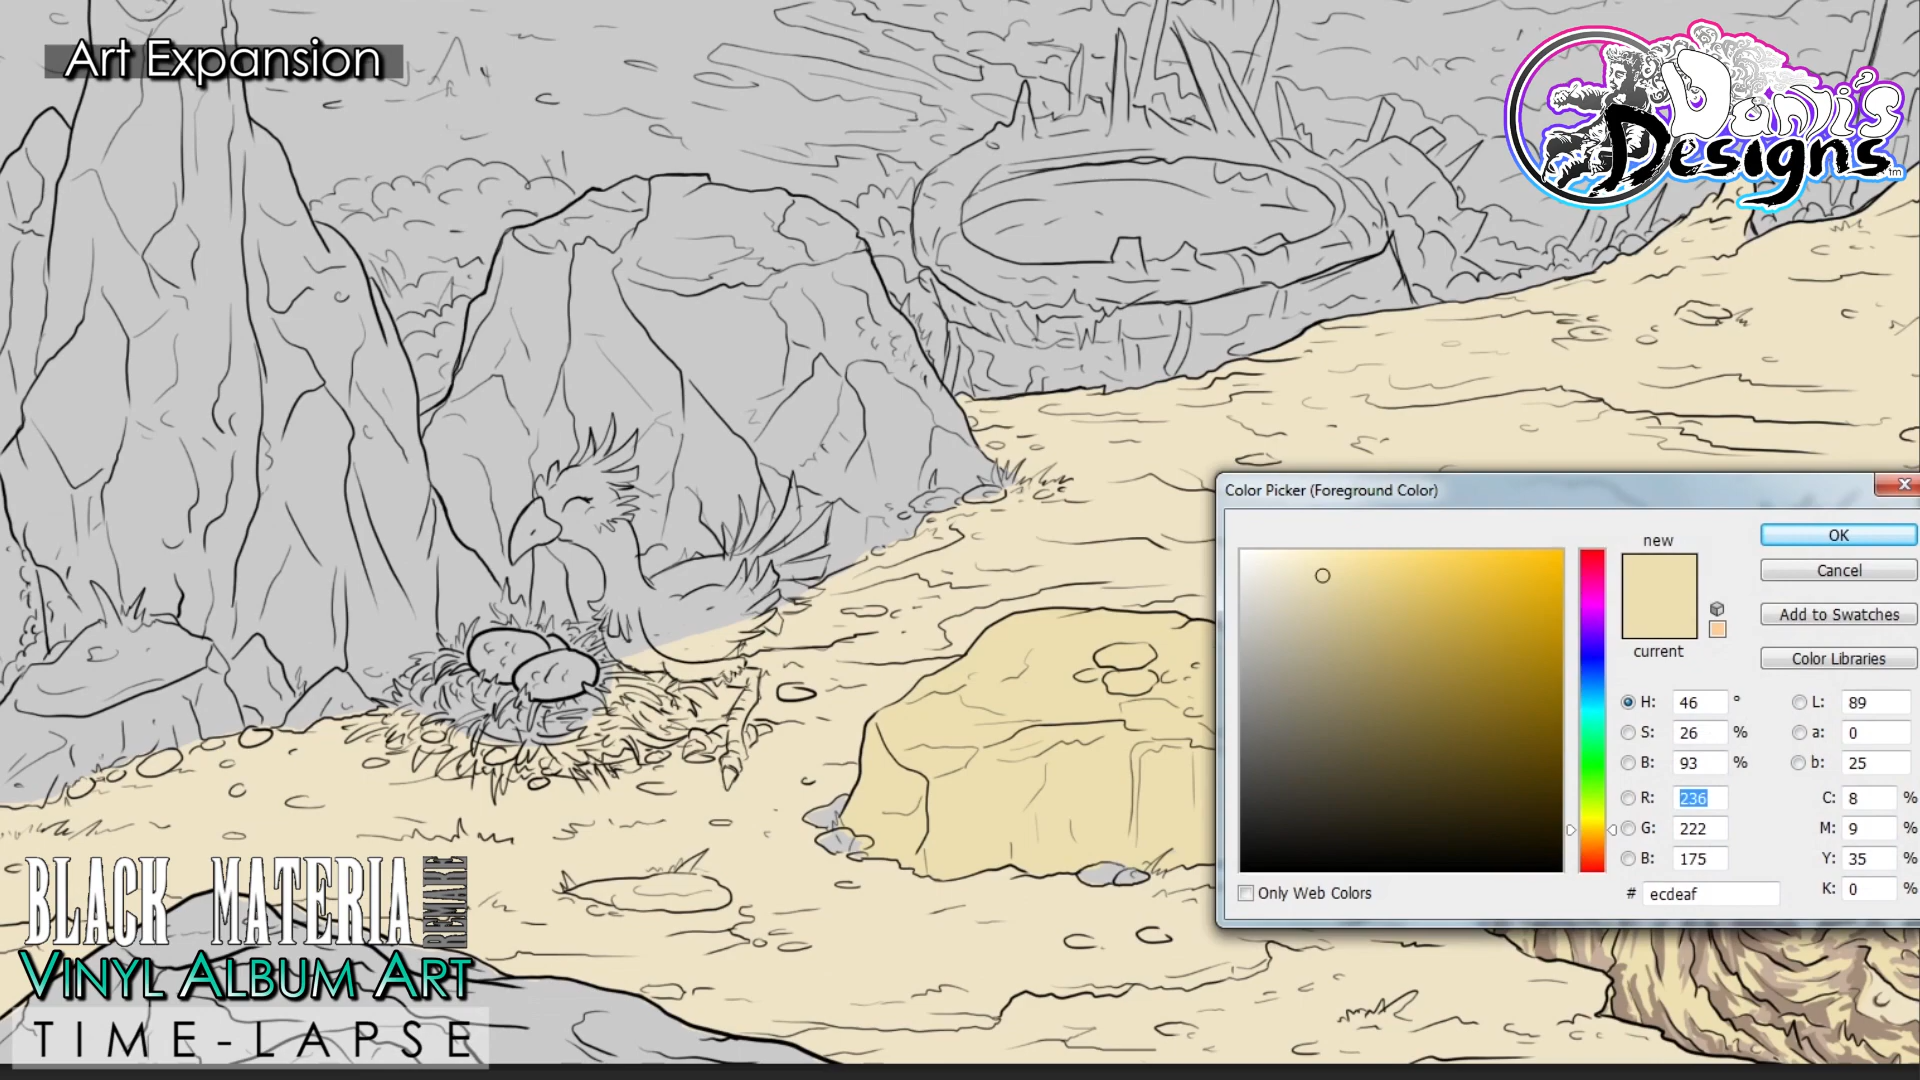 Art Expansion
Danji's
Designs
TM
Color Picker (Foreground Color)
new
OK
Cancel
Add to Swatches
current
Color Libraries
H: 46 °
L: 89
S: 26 %
a: 0
B: 93 %
b: 25
R: 236
C: 8 %
G: 222
M: 9 %
B: 175
Y: 35 %
Only Web Colors
# ecdeaf
K: 0 %
BLACK MATERIA REMAKE
VINYL ALBUM ART
TIME-LAPSE